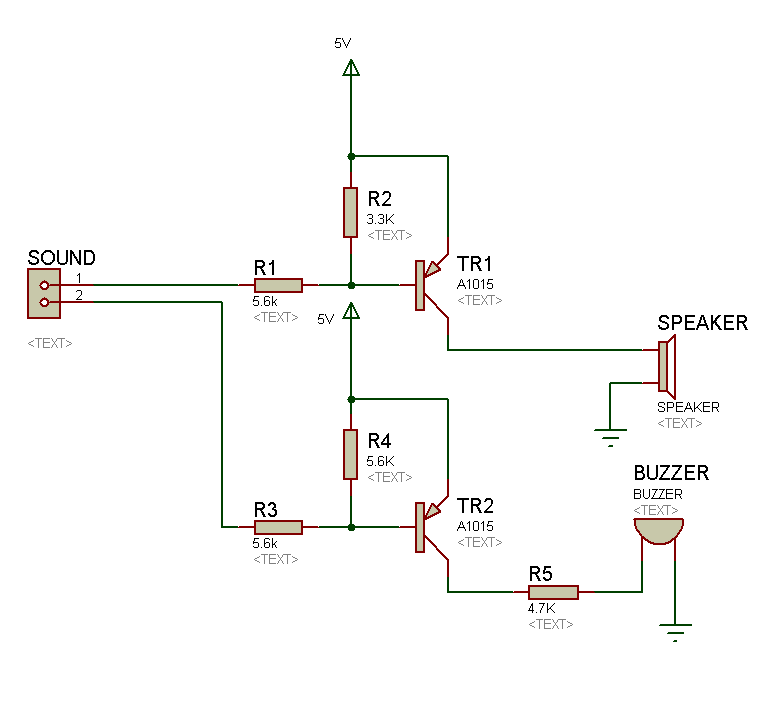 5V
R2
3.3K
<TEXT>
SOUND
1
2
<TEXT>
R1
5.6k
<TEXT>
TR1
A1015
<TEXT>
5V
SPEAKER
SPEAKER
<TEXT>
R4
5.6K
<TEXT>
BUZZER
BUZZER
<TEXT>
R3
5.6k
<TEXT>
TR2
A1015
<TEXT>
R5
4.7K
<TEXT>